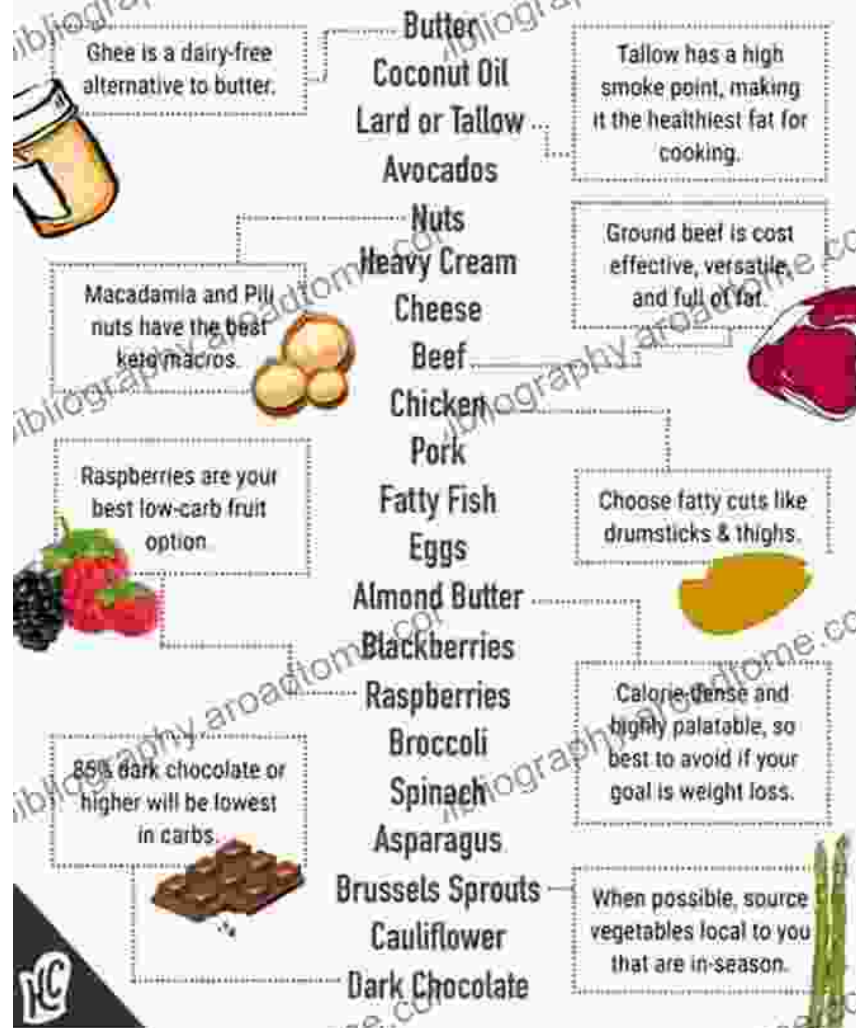 Butter
Ghee is a dairy-free
alternative to butter.
Coconut Oil
Tallow has a high
smoke point, making
it the healthiest fat for
cooking.
Lard or Tallow
Avocados
Nuts
Ground beef is cost
effective, versatile,
and full of fat.
Heavy Cream
Macadamia and Pili
nuts have the best
keto macros.
Cheese
Beef
Chicken
Pork
Raspberries are your
best low-carb fruit
option
Fatty Fish
Choose fatty cuts like
drumsticks & thighs.
Eggs
Almond Butter
Blackberries
Raspberries
Calorie-dense and
highly palatable, so
best to avoid if your
goal is weight loss.
Broccoli
85% dark chocolate or
higher will be lowest
in carbs.
Spinach
Asparagus
Brussels Sprouts
When possible, source
vegetables local to you
that are in-season.
Cauliflower
Dark Chocolate
HC
bibliography.aroadtome.com